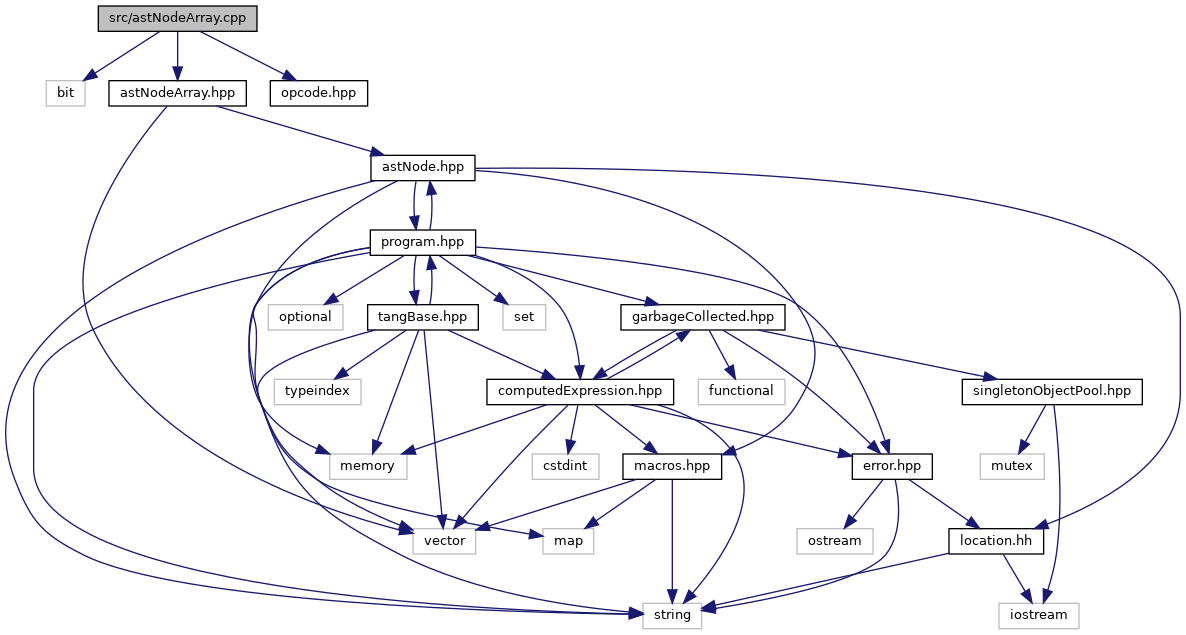 src/astNodeArray.cpp
bit
astNodeArray.hpp
opcode.hpp
astNode.hpp
program.hpp
optional
tangBase.hpp
set
garbageCollected.hpp
typeindex
computedExpression.hpp
functional
singletonObjectPool.hpp
memory
cstdint
macros.hpp
error.hpp
mutex
vector
map
ostream
location.hh
string
iostream